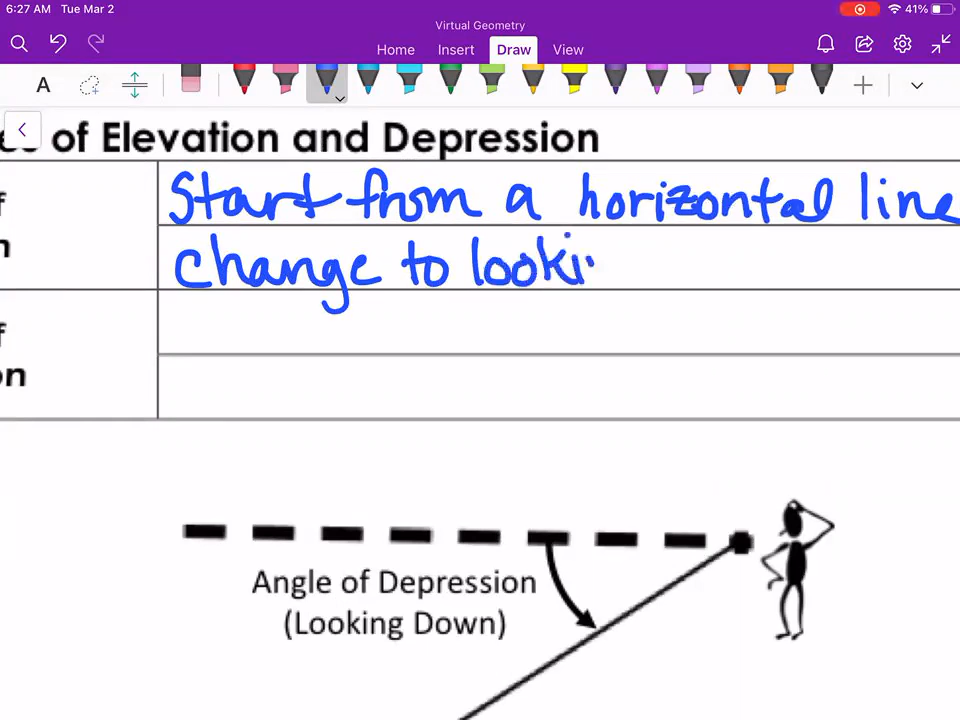 6:27 AM Tue Mar 2
41%
Virtual Geometry
Home Insert Draw View
A
of Elevation and Depression
Start from a horizontal line
change to looki
Angle of Depression
(Looking Down)